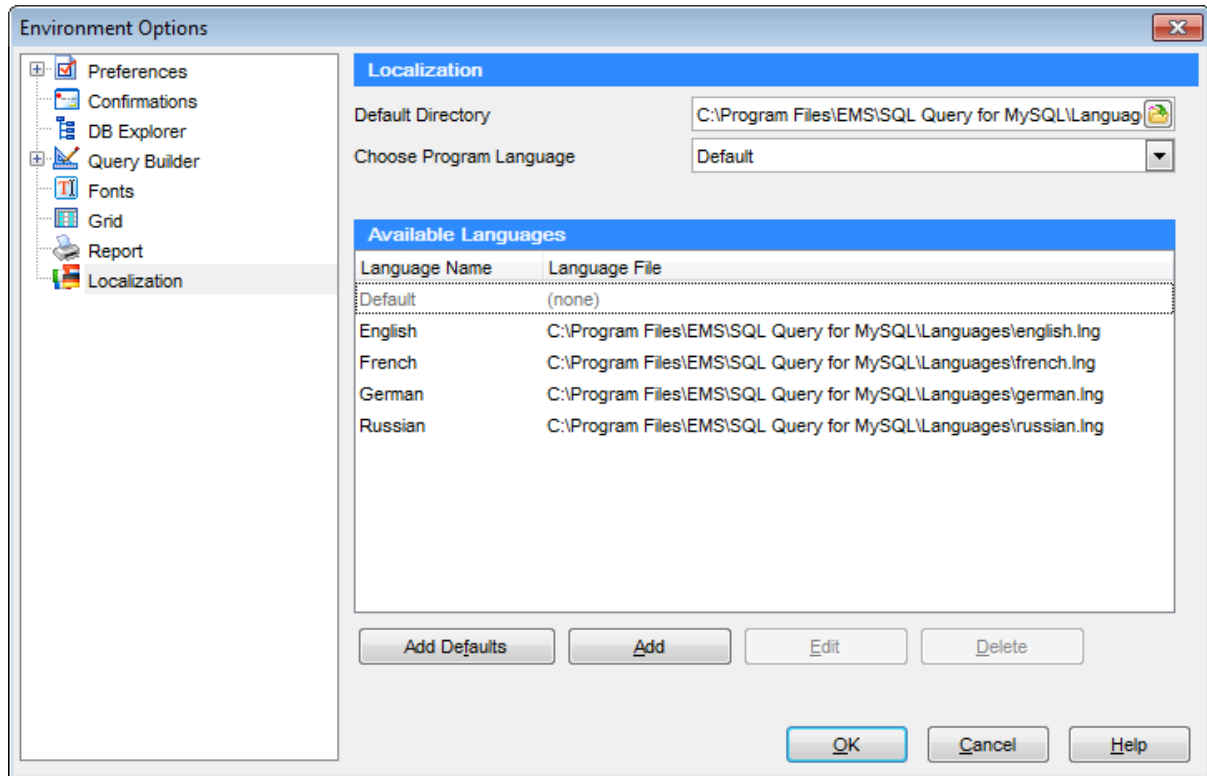 Environment Options
Preferences
Confirmations
DB Explorer
Query Builder
Fonts
Grid
Report
Localization
Localization
Default Directory C:\Program Files\EMS\SQL Query for MySQL\Languag
Choose Program Language Default
Available Languages
Language Name Language File
Default (none)
English C:\Program Files\EMS\SQL Query for MySQL\Languages\english.lng
French C:\Program Files\EMS\SQL Query for MySQL\Languages\french.lng
German C:\Program Files\EMS\SQL Query for MySQL\Languages\german.lng
Russian C:\Program Files\EMS\SQL Query for MySQL\Languages\russian.lng
Add Defaults Add Edit Delete
OK Cancel Help